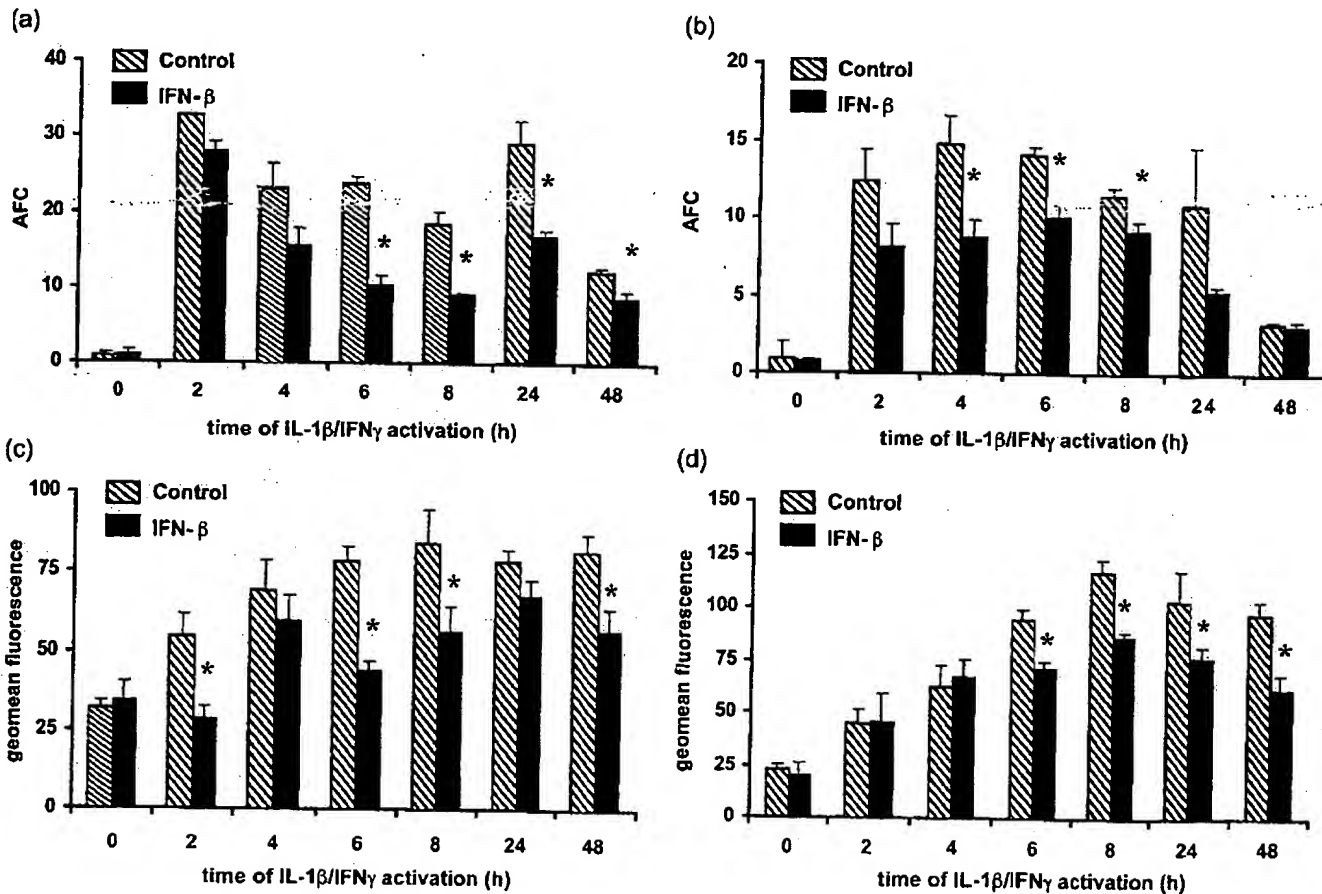 (a)
40
30
20
10
0
AFC
Control
IFN-β
*
*
*
*
0 2 4 6 8 24 48
time of IL-1β/IFNγ activation (h)
(b)
20
15
10
5
0
AFC
Control
IFN-β
*
*
*
0 2 4 6 8 24 48
time of IL-1β/IFNγ activation (h)
(c)
100
75
50
25
0
geomean fluorescence
Control
IFN-β
*
*
*
*
0 2 4 6 8 24 48
time of IL-1β/IFNγ activation (h)
(d)
150
125
100
75
50
25
0
geomean fluorescence
Control
IFN-β
*
*
*
*
0 2 4 6 8 24 48
time of IL-1β/IFNγ activation (h)